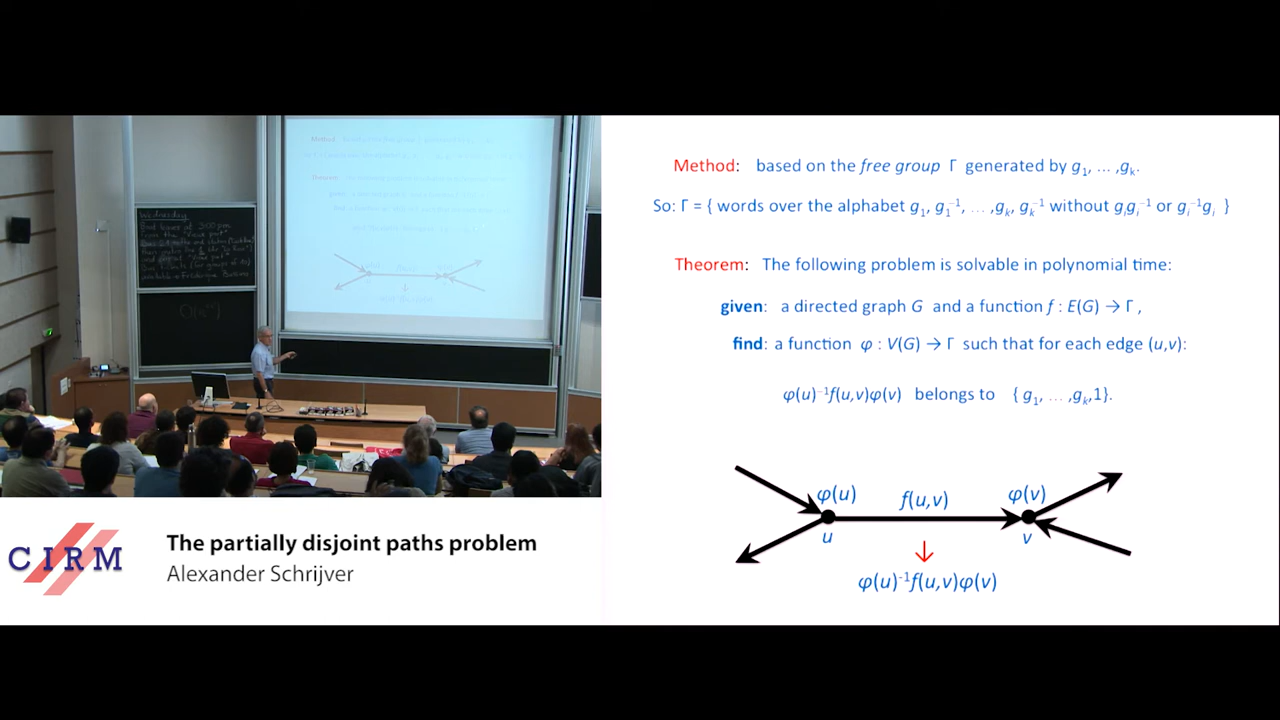 Method: based on the free group Γ generated by g1, … ,gk.
So: Γ = { words over the alphabet g1, g1⁻¹, … ,gk, gk⁻¹ without gigi⁻¹ or gi⁻¹gi }
Theorem: The following problem is solvable in polynomial time:
given: a directed graph G and a function f : E(G) → Γ ,
find: a function φ : V(G) → Γ such that for each edge (u,v):
φ(u)⁻¹f(u,v)φ(v) belongs to { g1, … ,gk,1}.
φ(u) f(u,v) φ(v)
u v
φ(u)⁻¹f(u,v)φ(v)
Wednesday
CIRM
The partially disjoint paths problem
Alexander Schrijver